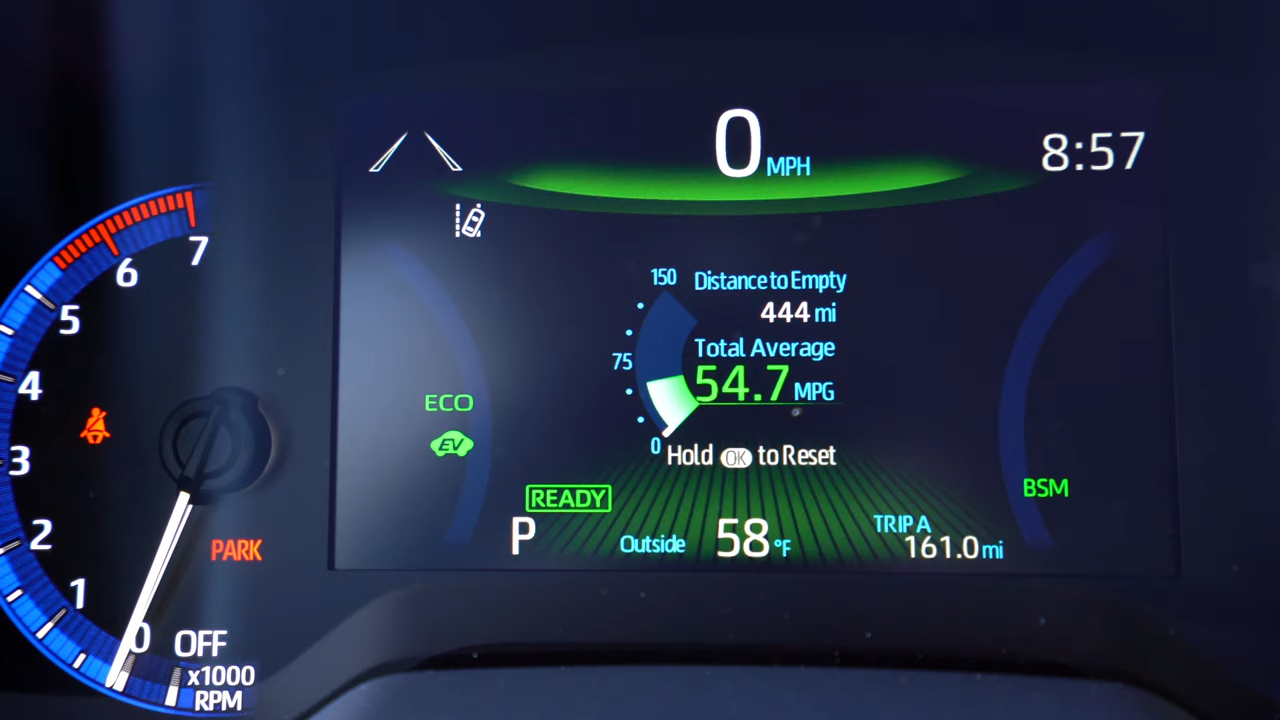 0 MPH
8:57
7
6
5
4
3
2
1
0
OFF
x1000
RPM
PARK
ECO
EV
150
75
0
Distance to Empty
444 mi
Total Average
54.7 MPG
Hold OK to Reset
READY
P
Outside 58 °F
TRIP A
161.0 mi
BSM